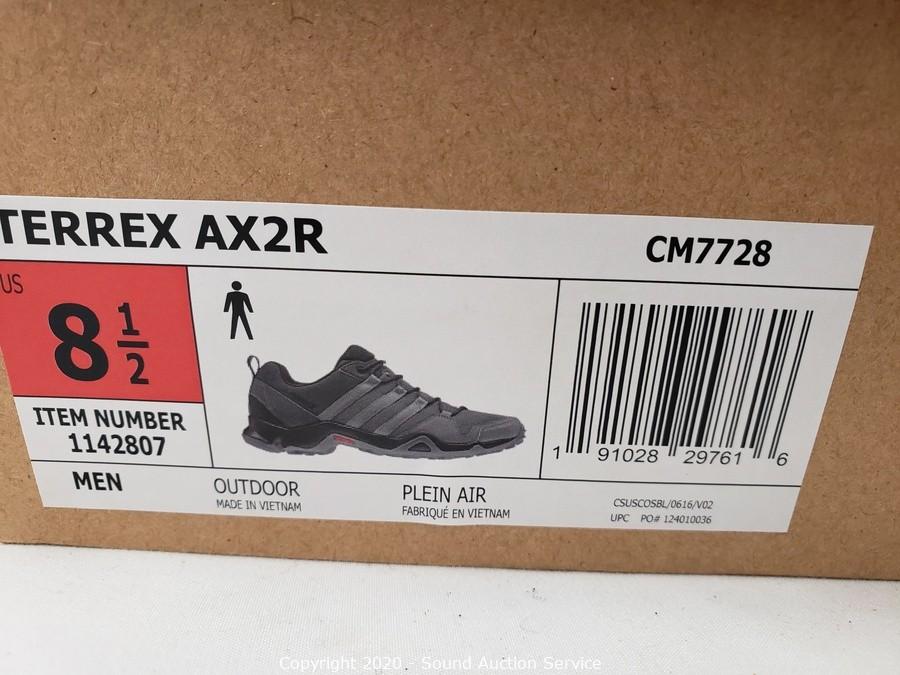 TERREX AX2R
CM7728
US
8 1/2
ITEM NUMBER
1142807
MEN
OUTDOOR
MADE IN VIETNAM
PLEIN AIR
FABRIQUÉ EN VIETNAM
1 91028 29761 6
CSUSCOSBL/0616/V02
UPC PO# 124010036
Copyright 2020 - Sound Auction Service